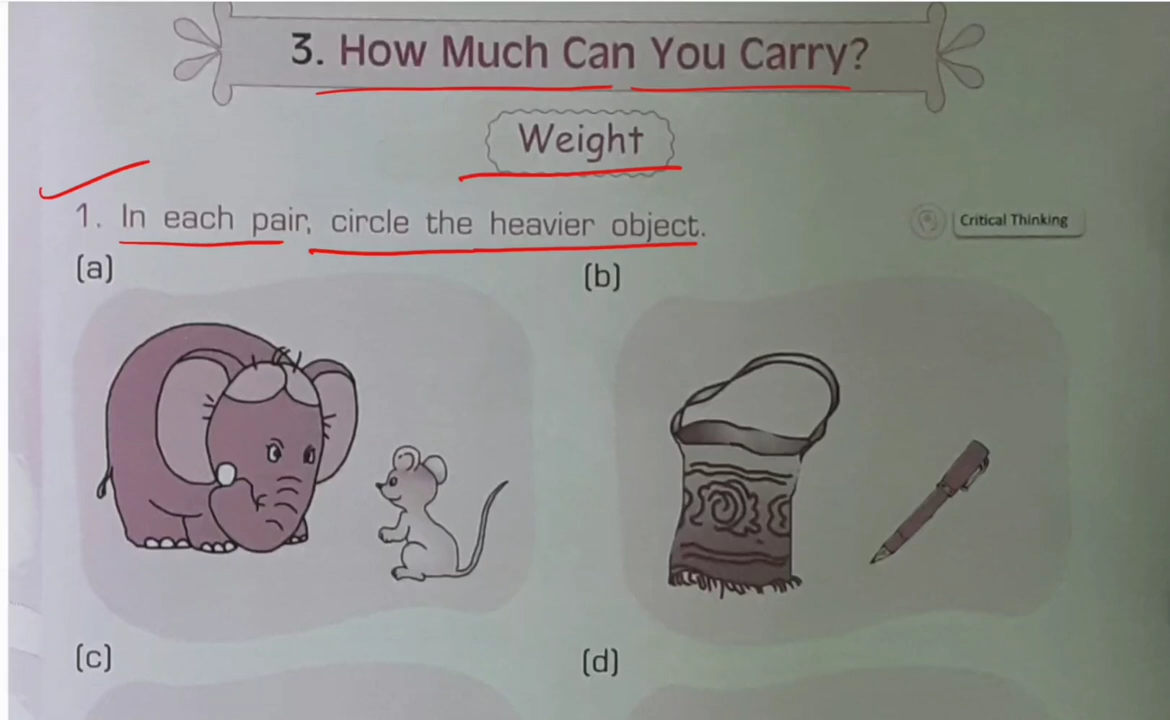 3. How Much Can You Carry?
Weight
1. In each pair, circle the heavier object.
Critical Thinking
(a)
(b)
(c)
(d)